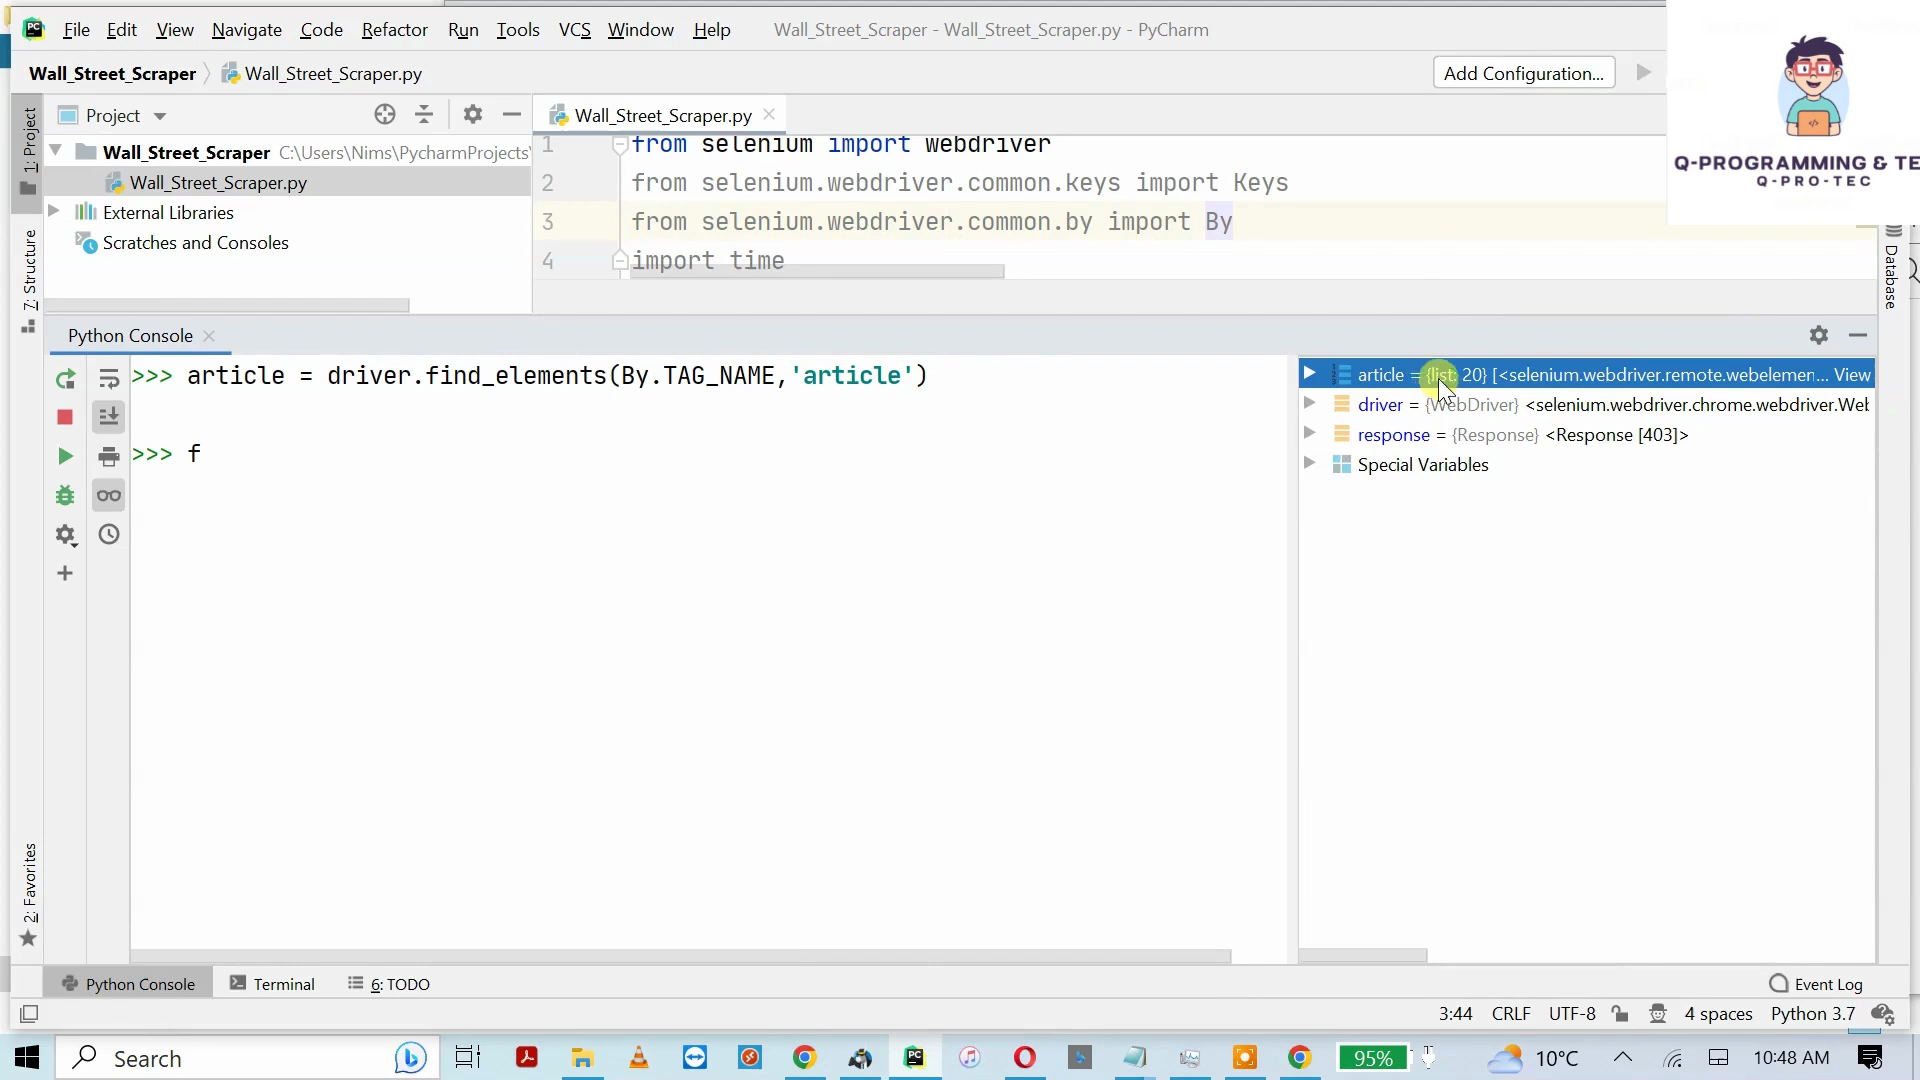 File Edit View Navigate Code Refactor Run Tools VCS Window Help Wall_Street_Scraper - Wall_Street_Scraper.py - PyCharm
Wall_Street_Scraper Wall_Street_Scraper.py Add Configuration...
Project Wall_Street_Scraper.py
Q-PROGRAMMING & TE
Q-PRO-TEC
1: Project
7: Structure
2: Favorites
Database
Wall_Street_Scraper C:\Users\Nims\PycharmProjects\
Wall_Street_Scraper.py
External Libraries
Scratches and Consoles
1 from selenium import webdriver
2 from selenium.webdriver.common.keys import Keys
3 from selenium.webdriver.common.by import By
4 import time
Python Console
>>> article = driver.find_elements(By.TAG_NAME,'article')
>>> f
article = {list: 20} [<selenium.webdriver.remote.webelemen... View
driver = {WebDriver} <selenium.webdriver.chrome.webdriver.Web
response = {Response} <Response [403]>
Special Variables
Python Console Terminal 6: TODO Event Log
3:44 CRLF UTF-8 4 spaces Python 3.7
Search 95% 10°C 10:48 AM